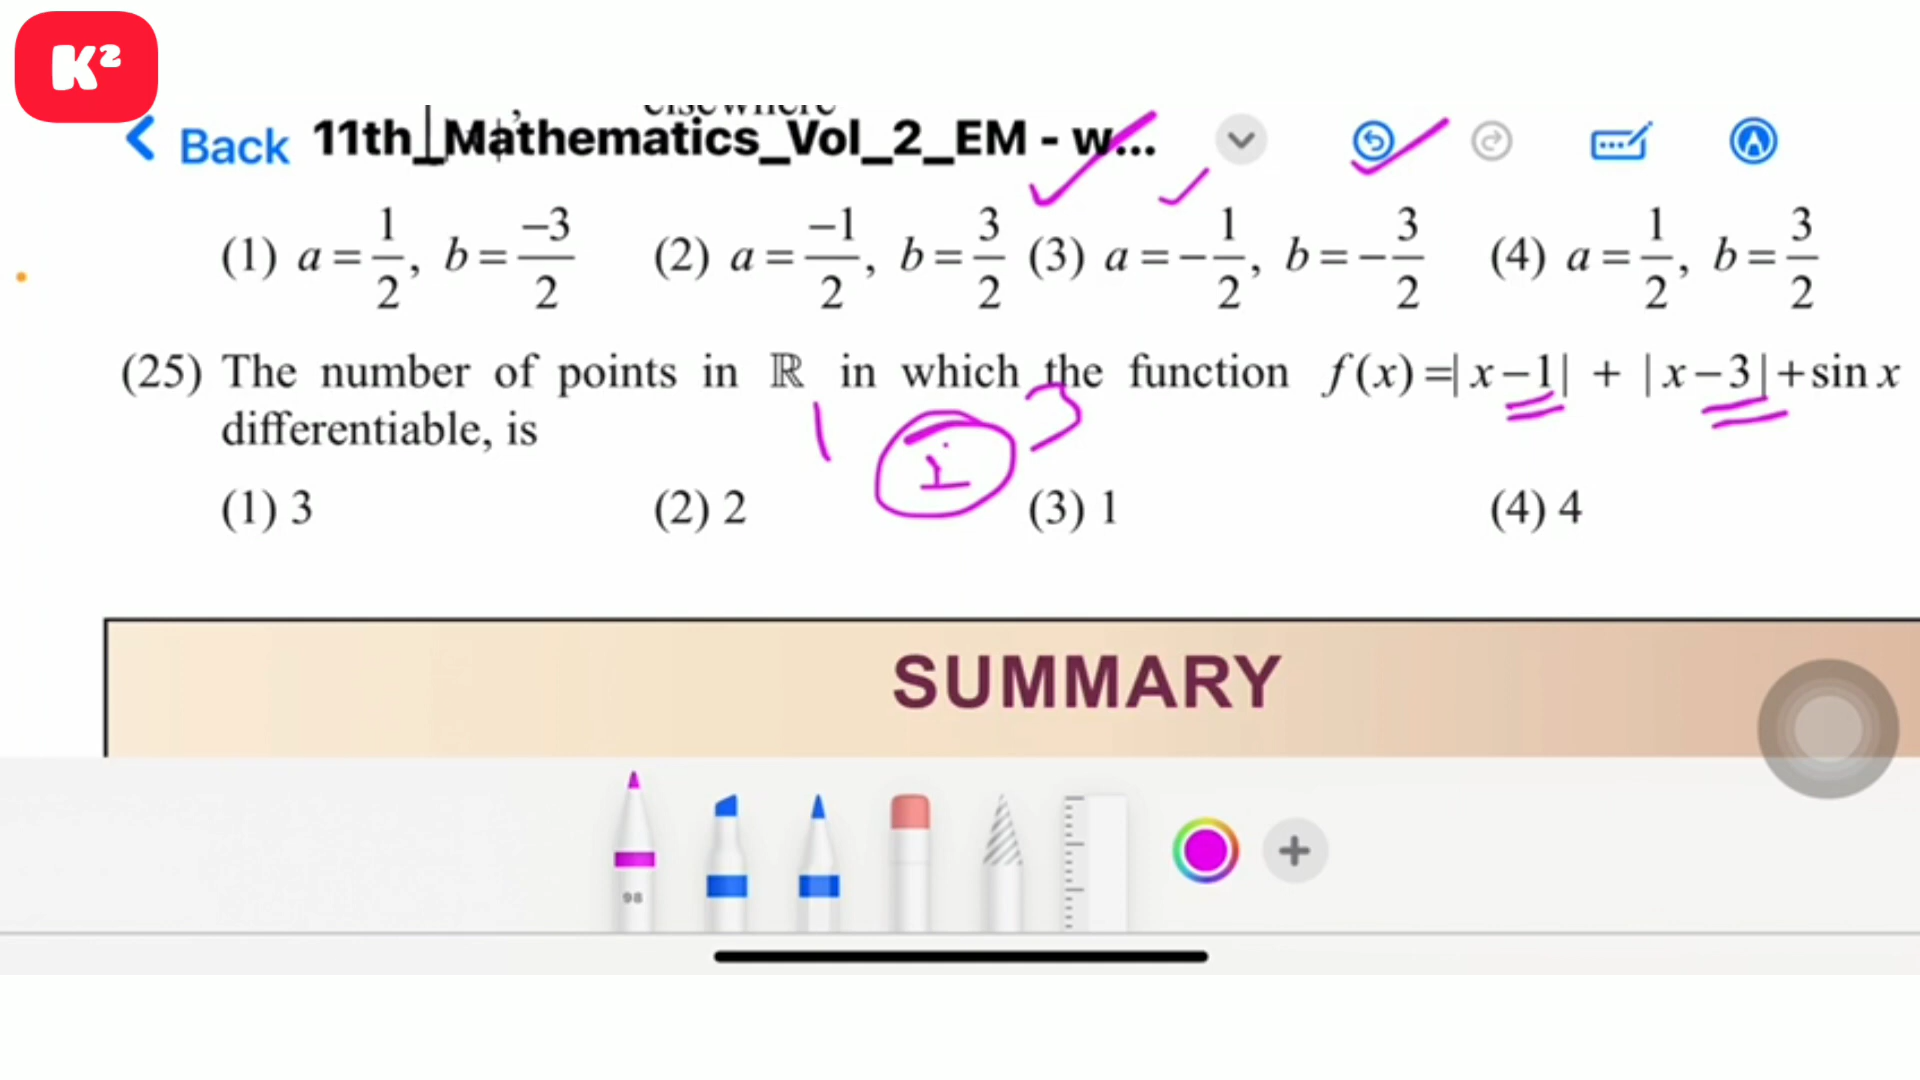 K²
elsewhere
Back 11th_Mathematics_Vol_2_EM - w...
(1) a = 1/2, b = -3/2 (2) a = -1/2, b = 3/2 (3) a = -1/2, b = -3/2 (4) a = 1/2, b = 3/2
(25) The number of points in ℝ in which the function f(x) = | x − 1 | + | x − 3 | + sin x
differentiable, is
1 3
(1) 3 (2) 2 (3) 1 (4) 4
SUMMARY
98